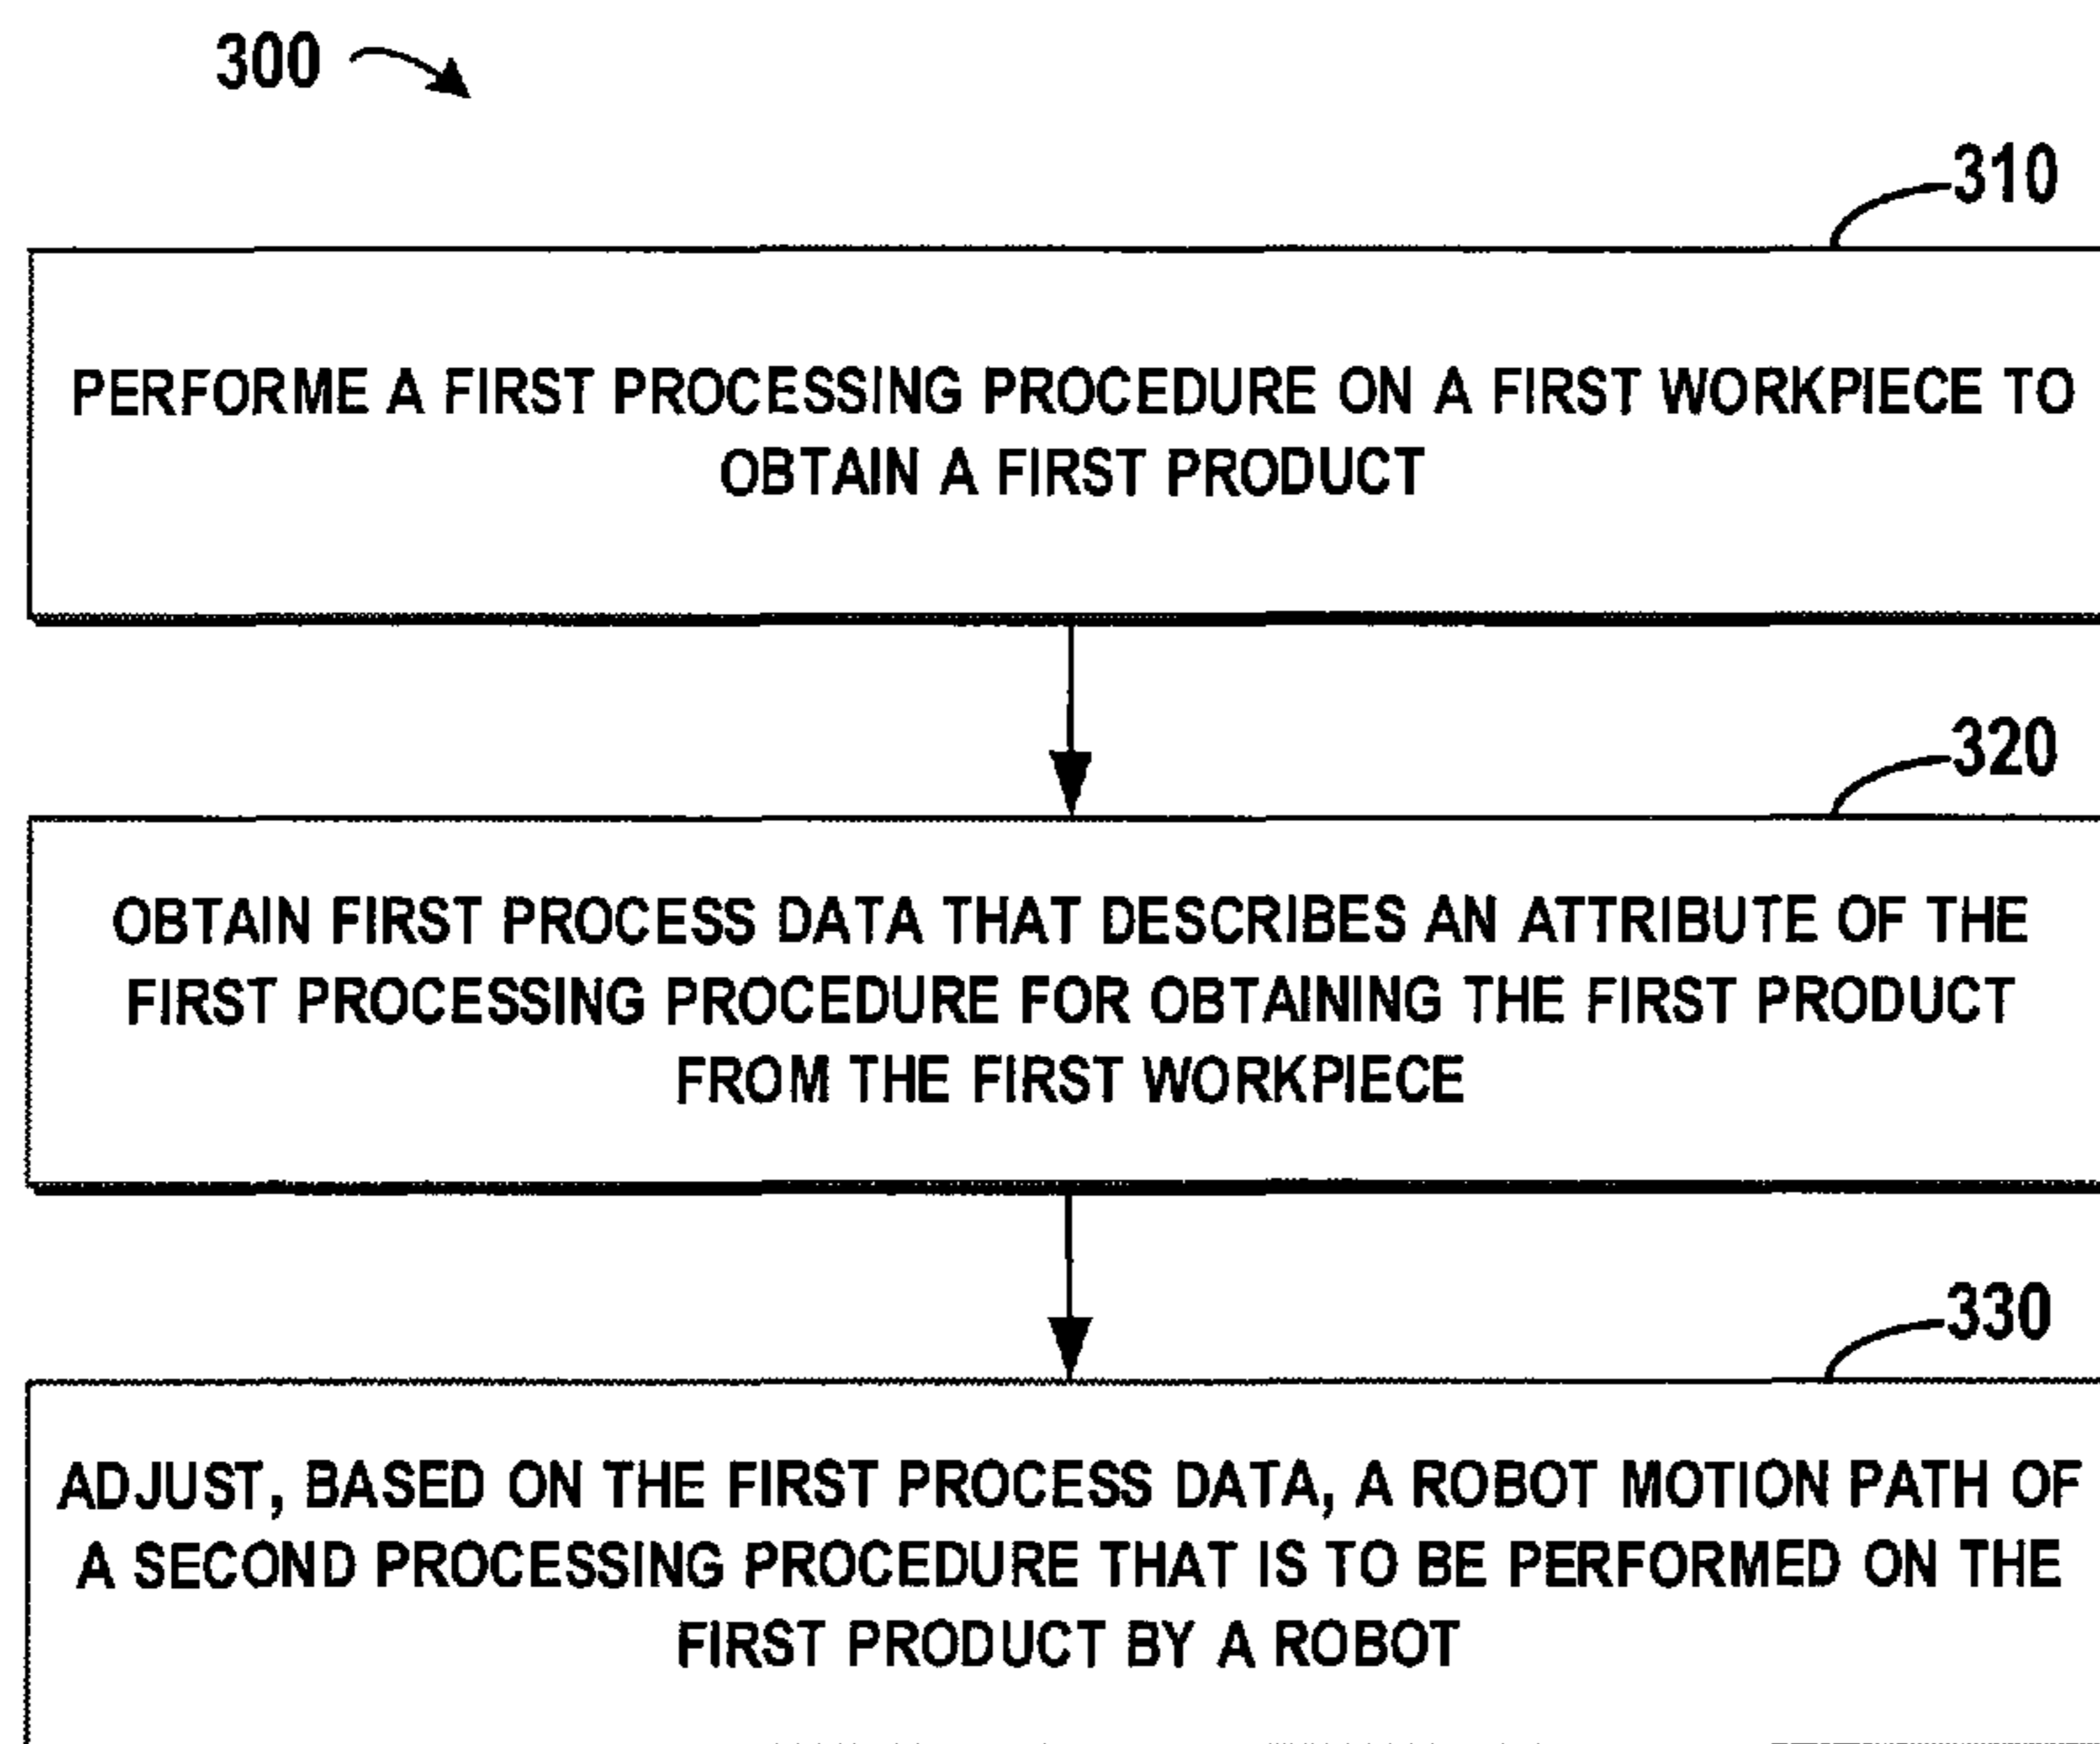 300
310
PERFORME A FIRST PROCESSING PROCEDURE ON A FIRST WORKPIECE TO
OBTAIN A FIRST PRODUCT
320
OBTAIN FIRST PROCESS DATA THAT DESCRIBES AN ATTRIBUTE OF THE
FIRST PROCESSING PROCEDURE FOR OBTAINING THE FIRST PRODUCT
FROM THE FIRST WORKPIECE
330
ADJUST, BASED ON THE FIRST PROCESS DATA, A ROBOT MOTION PATH OF
A SECOND PROCESSING PROCEDURE THAT IS TO BE PERFORMED ON THE
FIRST PRODUCT BY A ROBOT